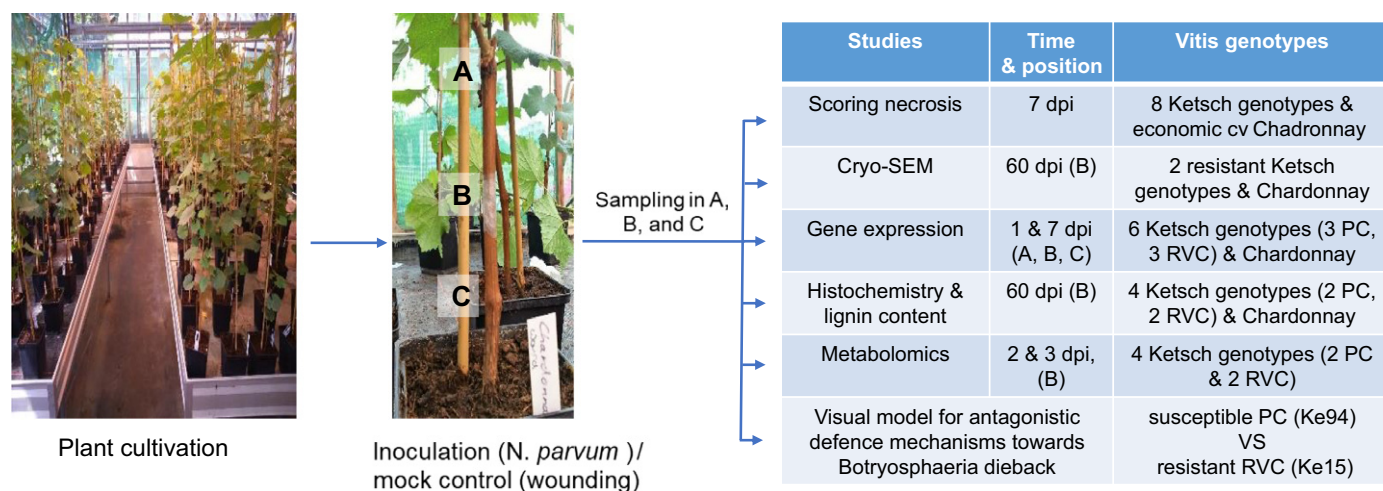 A
B
C
Chardonnay
Plant cultivation
Inoculation (N. parvum )/
mock control (wounding)
Sampling in A,
B, and C
Studies
Time
& position
Vitis genotypes
Scoring necrosis
7 dpi
8 Ketsch genotypes &
economic cv Chadronnay
Cryo-SEM
60 dpi (B)
2 resistant Ketsch
genotypes & Chardonnay
Gene expression
1 & 7 dpi
(A, B, C)
6 Ketsch genotypes (3 PC,
3 RVC) & Chardonnay
Histochemistry &
lignin content
60 dpi (B)
4 Ketsch genotypes (2 PC,
2 RVC) & Chardonnay
Metabolomics
2 & 3 dpi,
(B)
4 Ketsch genotypes (2 PC
& 2 RVC)
Visual model for antagonistic
defence mechanisms towards
Botryosphaeria dieback
susceptible PC (Ke94)
VS
resistant RVC (Ke15)